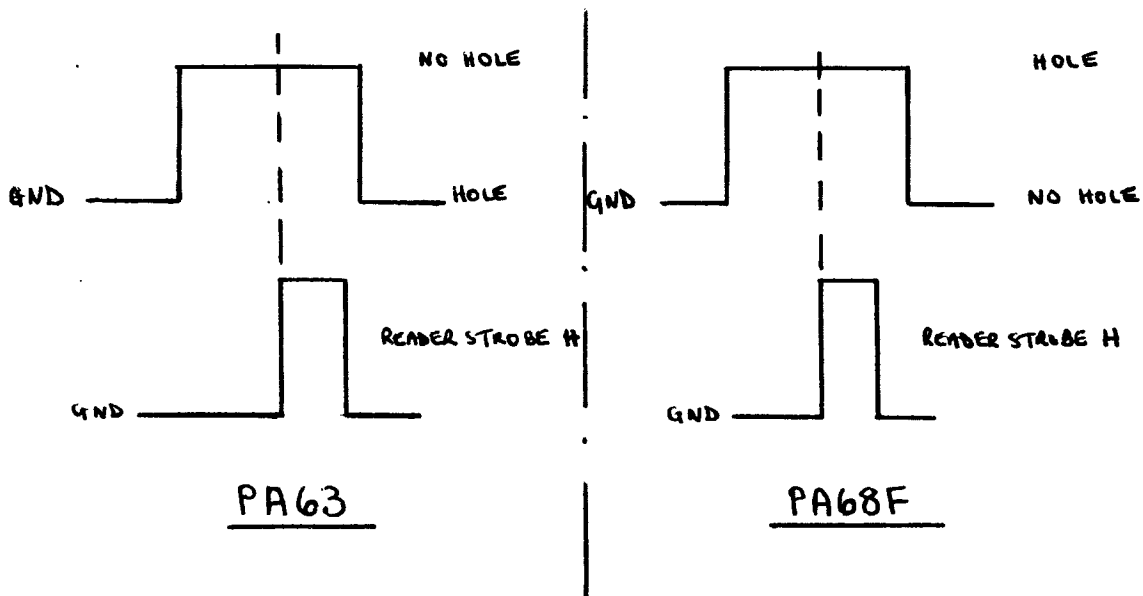 NO HOLE
GND
HOLE
READER STROBE H
GND
PA63
HOLE
GND
NO HOLE
READER STROBE H
GND
PA68F